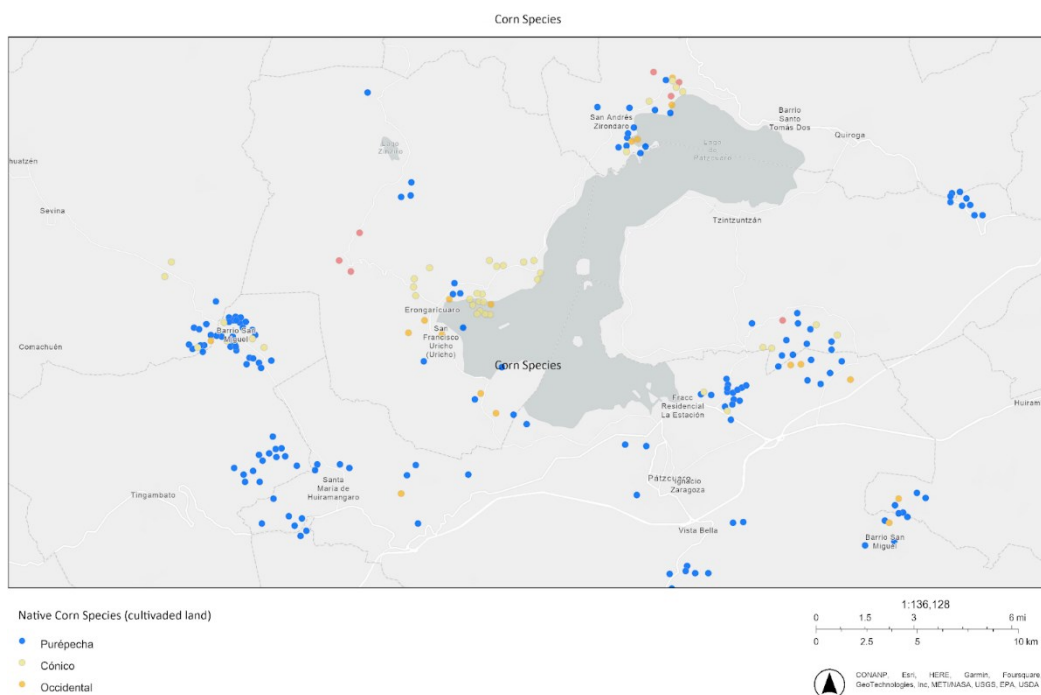 Corn Species
San Andrés
Zirondaro
Barrio
Santo
Tomás Dos
Quiroga
Lago de
Pátzcuaro
huatzén
Sevina
Tzintzuntzán
Erongarícuaro
San
Francisco
Uricho
(Uricho)
Barrio San
Miguel
Comachuén
Corn Species
Fracc
Residencial
La Estación
Huiramba
Santa
María de
Huiramangaro
Tingambato
Pátzcuaro
Ignacio
Zaragoza
Vista Bella
Barrio San
Miguel
Native Corn Species (cultivaded land)
Purépecha
Cónico
Occidental
1:136,128
0 1.5 3 6 mi
0 2.5 5 10 km
CONANP, Esri, HERE, Garmin, Foursquare,
GeoTechnologies, Inc, METI/NASA, USGS, EPA, USDA